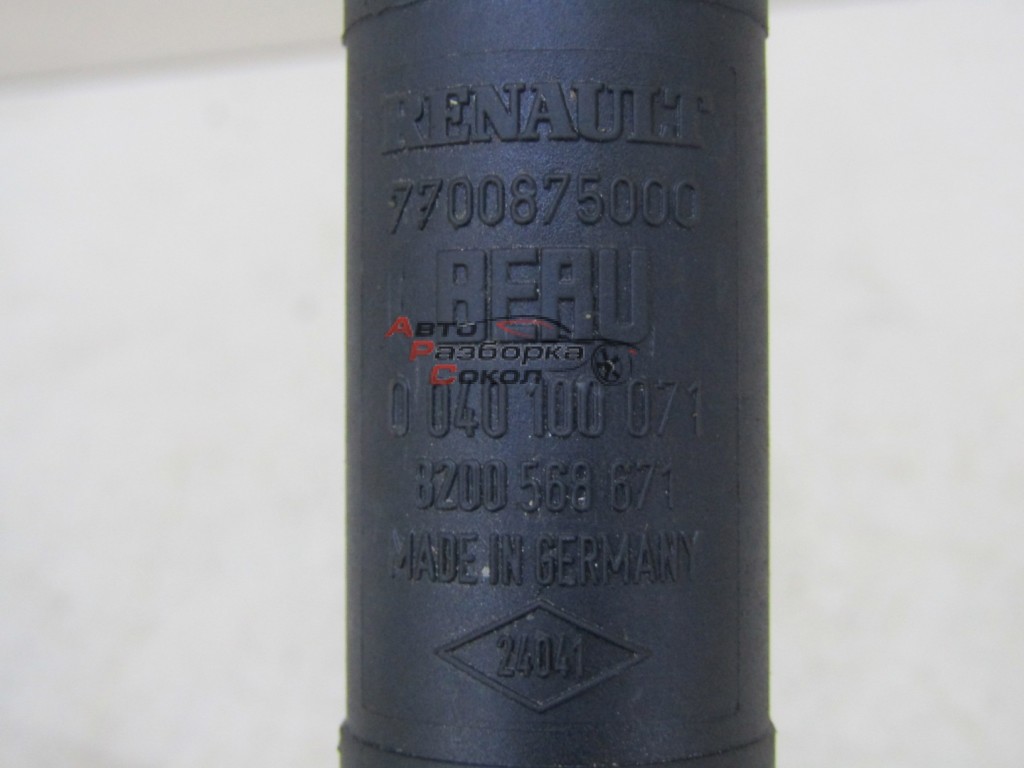 RENAULT
7700875000
BERU
Авто
Разборка
Сокол
0 040 100 071
8200 568 671
MADE IN GERMANY
24041